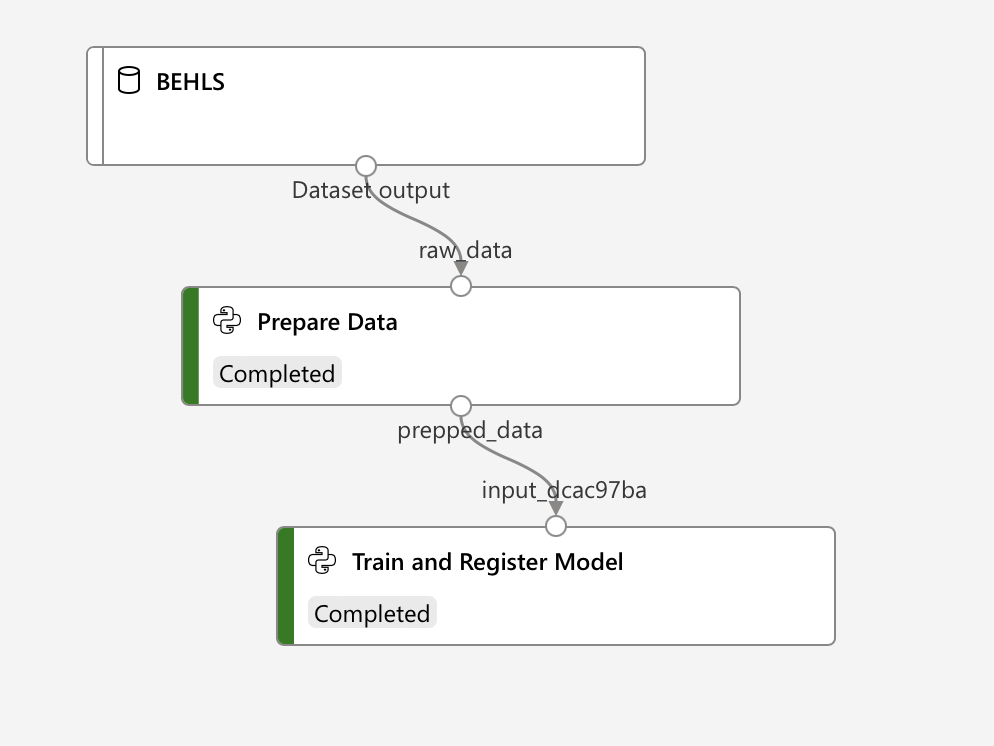 BEHLS
Dataset output
raw_data
Prepare Data
Completed
prepped_data
input_dcac97ba
Train and Register Model
Completed